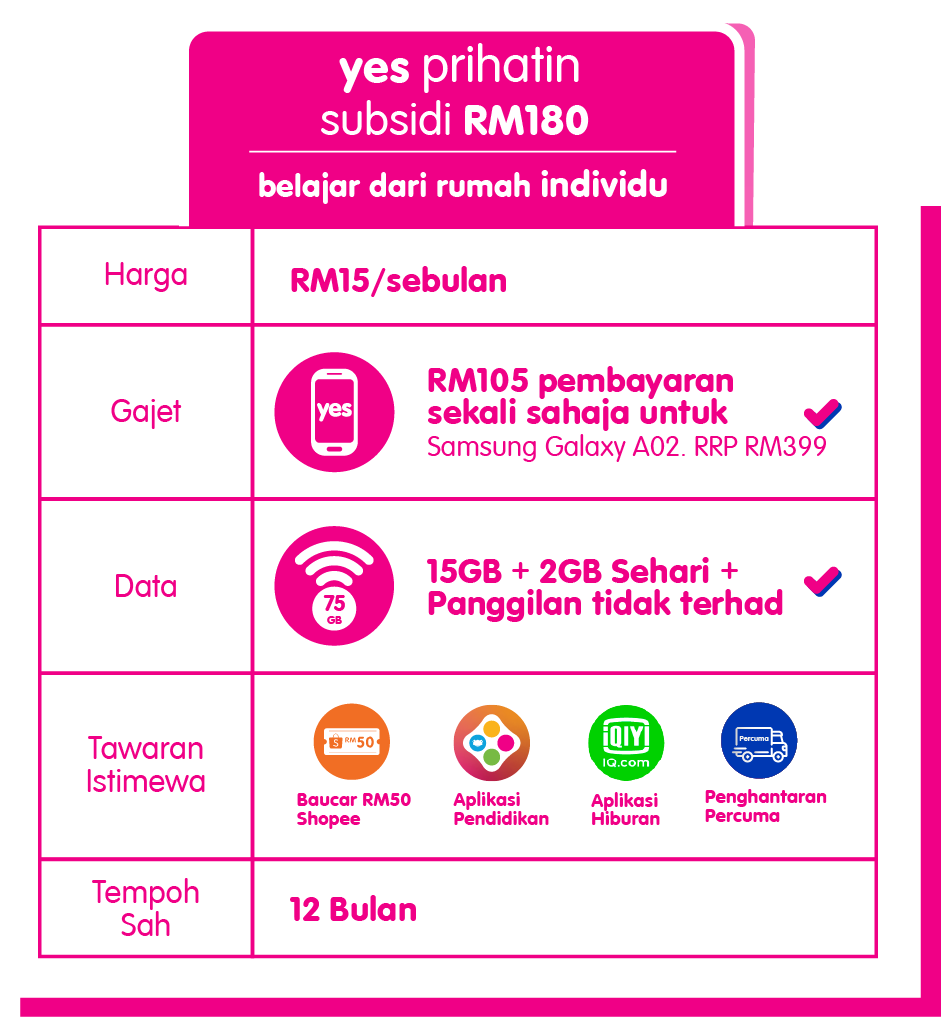 yes prihatin
subsidi RM180
belajar dari rumah individu
Harga
RM15/sebulan
Gajet
yes
RM105 pembayaran
sekali sahaja untuk
Samsung Galaxy A02. RRP RM399
Data
75
GB
15GB + 2GB Sehari +
Panggilan tidak terhad
Tawaran
Istimewa
S RM50
Baucar RM50
Shopee
Aplikasi
Pendidikan
iQIYI
iQ.com
Aplikasi
Hiburan
Percuma
Penghantaran
Percuma
Tempoh
Sah
12 Bulan